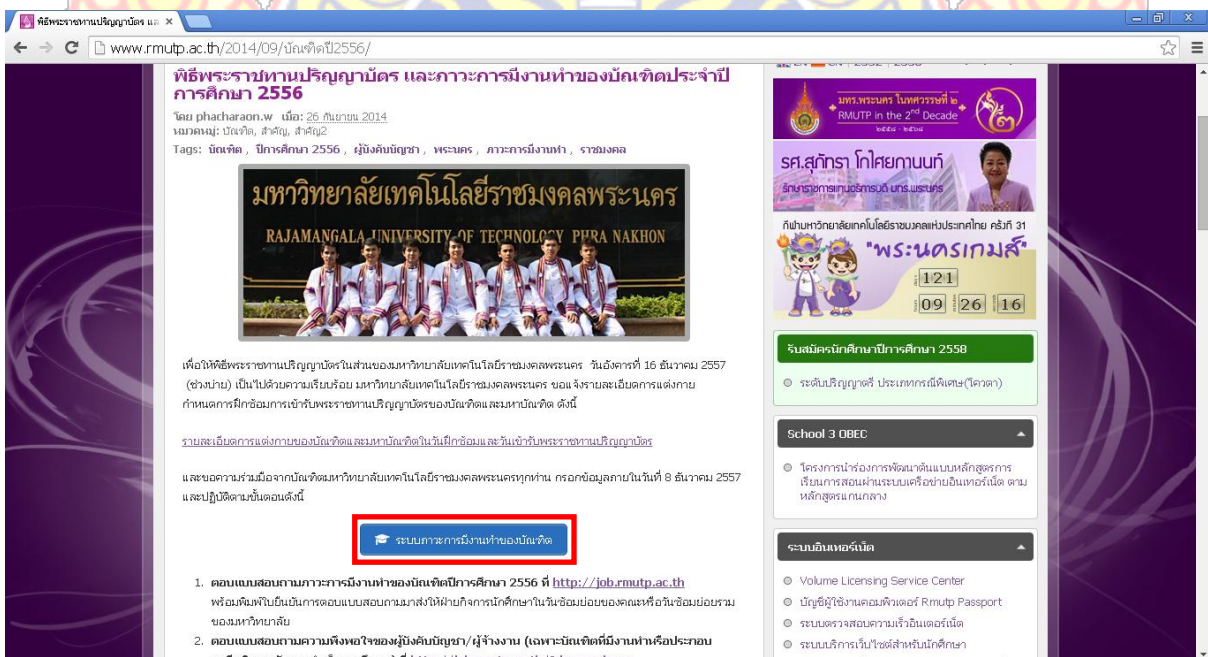 พิธีพระราชทานปริญญาบัตร และ
www.rmutp.ac.th/2014/09/บัณฑิตปี2556/
พิธีพระราชทานปริญญาบัตร และภาวะการมีงานทำของบัณฑิตประจำปี
การศึกษา 2556
โดย phacharaon.w เมื่อ: 26 กันยายน 2014
หมวดหมู่: บัณฑิต, สำคัญ, สำคัญ2
Tags: บัณฑิต , ปีการศึกษา 2556 , ผู้บังคับบัญชา , พระนคร , ภาวะการมีงานทำ , ราชมงคล
มหาวิทยาลัยเทคโนโลยีราชมงคลพระนคร
RAJAMANGALA UNIVERSITY OF TECHNOLOGY PHRA NAKHON
เพื่อให้พิธีพระราชทานปริญญาบัตรในส่วนของมหาวิทยาลัยเทคโนโลยีราชมงคลพระนคร วันอังคารที่ 16 ธันวาคม 2557
(ช่วงบ่าย) เป็นไปด้วยความเรียบร้อย มหาวิทยาลัยเทคโนโลยีราชมงคลพระนคร ขอแจ้งรายละเอียดการแต่งกาย
กำหนดการฝึกซ้อมการเข้ารับพระราชทานปริญญาบัตรของบัณฑิตและมหาบัณฑิต ดังนี้
รายละเอียดการแต่งกายของบัณฑิตและมหาบัณฑิตในวันฝึกซ้อมและวันเข้ารับพระราชทานปริญญาบัตร
และขอความร่วมมือจากบัณฑิตมหาวิทยาลัยเทคโนโลยีราชมงคลพระนครทุกท่าน กรอกข้อมูลภายในวันที่ 8 ธันวาคม 2557
และปฏิบัติตามขั้นตอนดังนี้
ระบบภาวะการมีงานทำของบัณฑิต
1. ตอบแบบสอบถามภาวะการมีงานทำของบัณฑิตปีการศึกษา 2556 ที่ http://job.rmutp.ac.th
พร้อมพิมพ์ใบยืนยันการตอบแบบสอบถามมาส่งให้ฝ่ายกิจการนักศึกษาในวันซ้อมย่อยของคณะหรือวันซ้อมย่อยรวม
ของมหาวิทยาลัย
2. ตอบแบบสอบถามความพึงพอใจของผู้บังคับบัญชา/ผู้จ้างงาน (เฉพาะบัณฑิตที่มีงานทำหรือประกอบ
มทร.พระนคร ในทศวรรษที่ ๒
RMUTP in the 2nd Decade
๒๕๕๘ - ๒๕๖๘
รศ.สุภัทรา โกไศยกานนท์
รักษาราชการแทนอธิการบดี มทร.พระนคร
กีฬามหาวิทยาลัยเทคโนโลยีราชมงคลแห่งประเทศไทย ครั้งที่ 31
"พระนครเกมส์"
121
09 26 16
รับสมัครนักศึกษาปีการศึกษา 2558
ระดับปริญญาตรี ประเภทกรณีพิเศษ(โควตา)
School 3 OBEC
โครงการนำร่องการพัฒนาต้นแบบหลักสูตรการ
เรียนการสอนผ่านระบบเครือข่ายอินเทอร์เน็ต ตาม
หลักสูตรแกนกลาง
ระบบอินเทอร์เน็ต
Volume Licensing Service Center
บัญชีผู้ใช้งานคอมพิวเตอร์ Rmutp Passport
ระบบตรวจสอบความเร็วอินเตอร์เน็ต
ระบบบริการเว็บไซต์สำหรับนักศึกษา